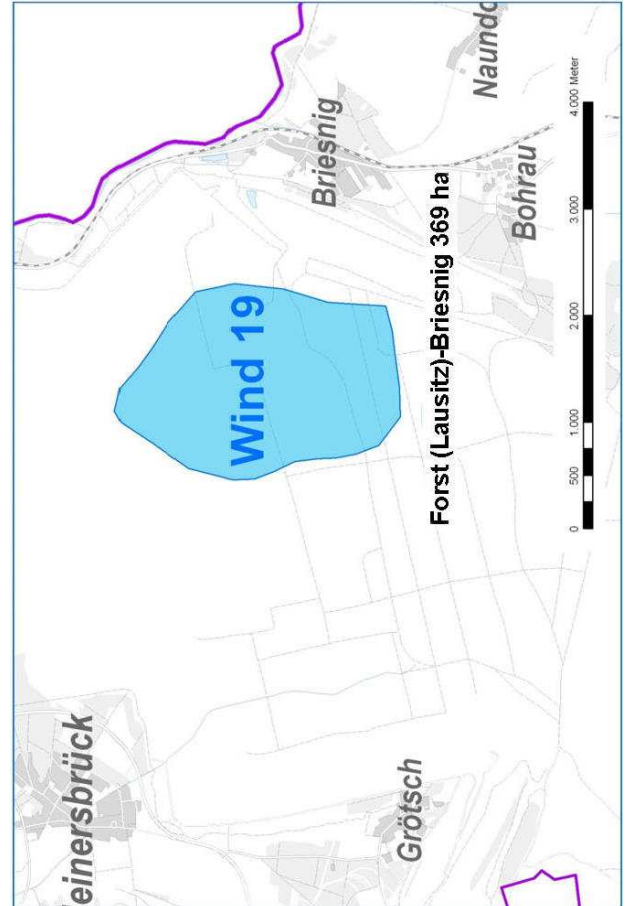 einersbrück
Wind 19
Briesnig
Grötsch
Forst (Lausitz)-Briesnig 369 ha
Naundo
Bohrau
0 500 1.000 2.000 3.000 4.000 Meter